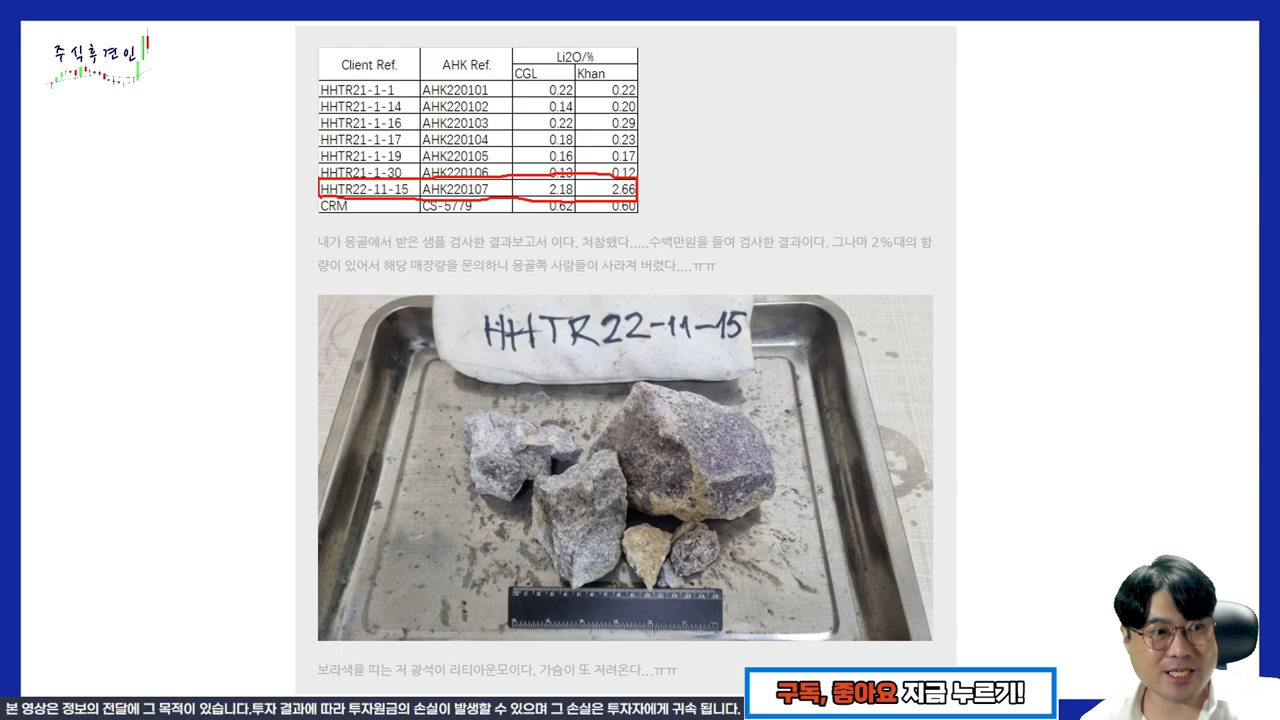 주식후견인
Client Ref. AHK Ref. Li2O/%
CGL Khan
HHTR21-1-1 AHK220101 0.22 0.22
HHTR21-1-14 AHK220102 0.14 0.20
HHTR21-1-16 AHK220103 0.22 0.29
HHTR21-1-17 AHK220104 0.18 0.23
HHTR21-1-19 AHK220105 0.16 0.17
HHTR21-1-30 AHK220106 0.13 0.12
HHTR22-11-15 AHK220107 2.18 2.66
CRM CS-5779 0.62 0.60
내가 몽골에서 받은 샘플 검사한 결과보고서 이다. 처참했다.....수백만원을 들여 검사한 결과이다. 그나마 2%대의 함
량이 있어서 해당 매장량을 문의하니 몽골쪽 사람들이 사라져 버렸다....ㅠㅠ
HHTR22-11-15
보라색을 띠는 저 광석이 리티아운모이다. 가슴이 또 저려온다...ㅠㅠ
구독, 좋아요 지금 누르기!
본 영상은 정보의 전달에 그 목적이 있습니다.투자 결과에 따라 투자원금의 손실이 발생할 수 있으며 그 손실은 투자자에게 귀속 됩니다.